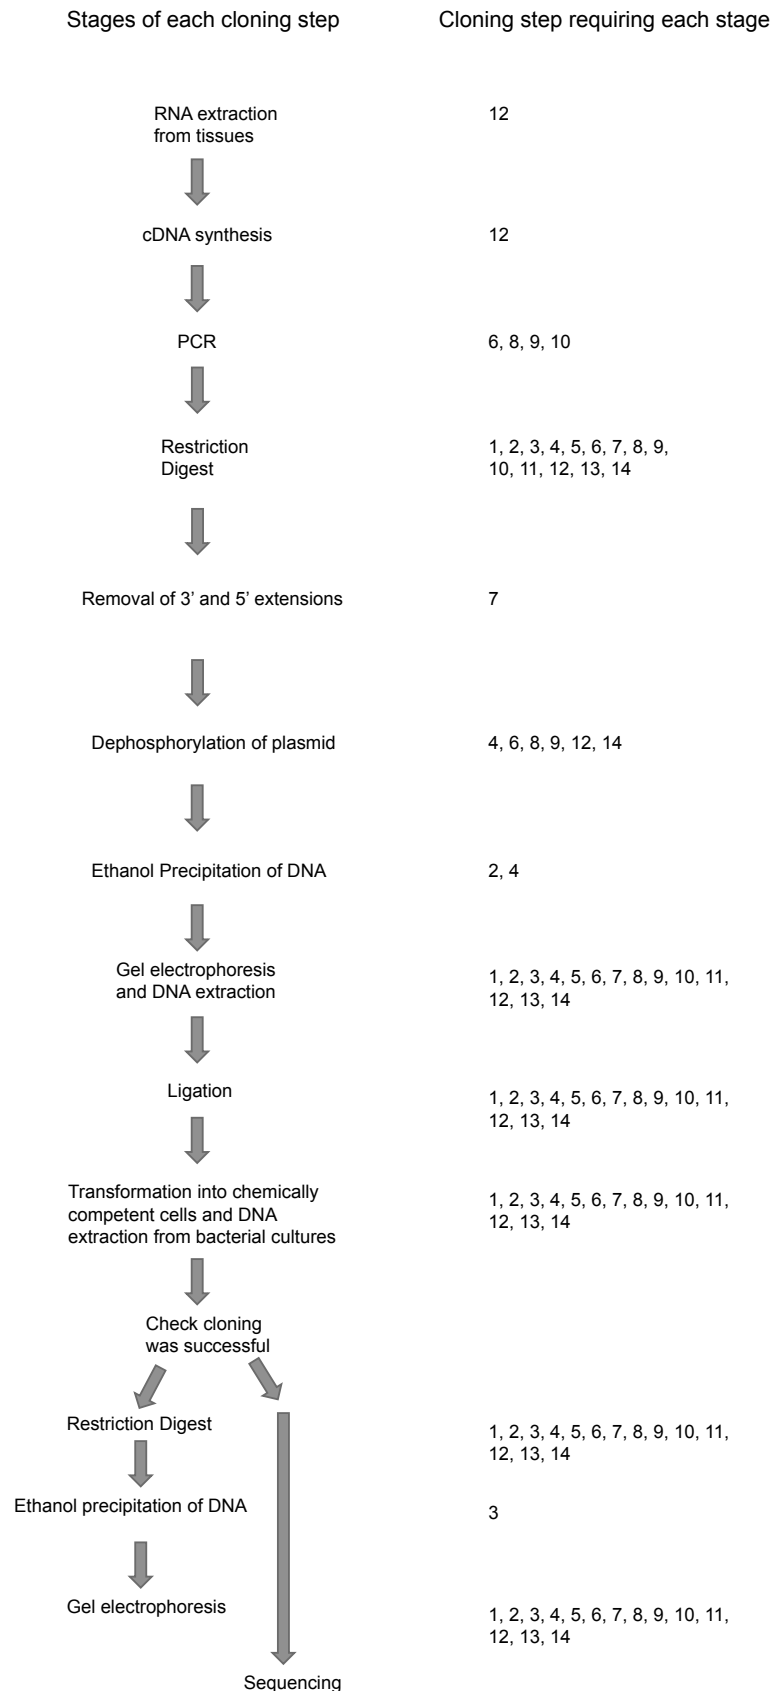 Stages of each cloning step
Cloning step requiring each stage
RNA extraction
from tissues
12
cDNA synthesis
12
PCR
6, 8, 9, 10
Restriction
Digest
1, 2, 3, 4, 5, 6, 7, 8, 9,
10, 11, 12, 13, 14
Removal of 3’ and 5’ extensions
7
Dephosphorylation of plasmid
4, 6, 8, 9, 12, 14
Ethanol Precipitation of DNA
2, 4
Gel electrophoresis
and DNA extraction
1, 2, 3, 4, 5, 6, 7, 8, 9, 10, 11,
12, 13, 14
Ligation
1, 2, 3, 4, 5, 6, 7, 8, 9, 10, 11,
12, 13, 14
Transformation into chemically
competent cells and DNA
extraction from bacterial cultures
1, 2, 3, 4, 5, 6, 7, 8, 9, 10, 11,
12, 13, 14
Check cloning
was successful
Restriction Digest
1, 2, 3, 4, 5, 6, 7, 8, 9, 10, 11,
12, 13, 14
Ethanol precipitation of DNA
3
Gel electrophoresis
1, 2, 3, 4, 5, 6, 7, 8, 9, 10, 11,
12, 13, 14
Sequencing